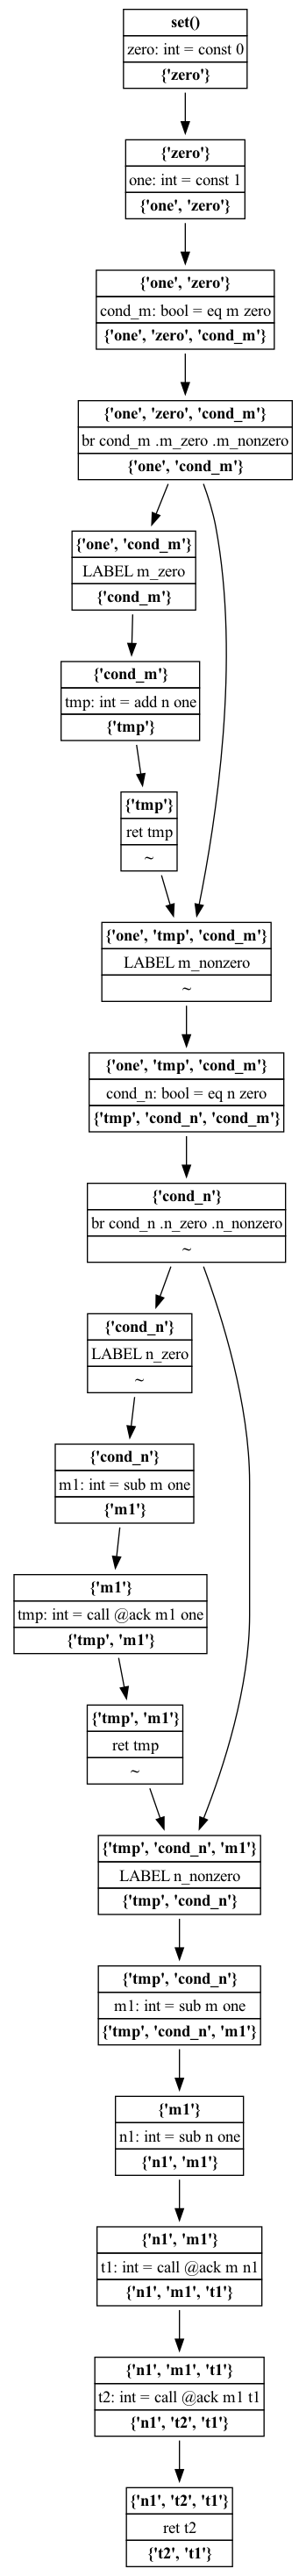 set()
zero: int = const 0
{'zero'}
{'zero'}
one: int = const 1
{'one', 'zero'}
{'one', 'zero'}
cond_m: bool = eq m zero
{'one', 'zero', 'cond_m'}
{'one', 'zero', 'cond_m'}
br cond_m .m_zero .m_nonzero
{'one', 'cond_m'}
{'one', 'cond_m'}
LABEL m_zero
{'cond_m'}
{'cond_m'}
tmp: int = add n one
{'tmp'}
{'tmp'}
ret tmp
~
{'one', 'tmp', 'cond_m'}
LABEL m_nonzero
~
{'one', 'tmp', 'cond_m'}
cond_n: bool = eq n zero
{'tmp', 'cond_n', 'cond_m'}
{'cond_n'}
br cond_n .n_zero .n_nonzero
~
{'cond_n'}
LABEL n_zero
~
{'cond_n'}
m1: int = sub m one
{'m1'}
{'m1'}
tmp: int = call @ack m1 one
{'tmp', 'm1'}
{'tmp', 'm1'}
ret tmp
~
{'tmp', 'cond_n', 'm1'}
LABEL n_nonzero
{'tmp', 'cond_n'}
{'tmp', 'cond_n'}
m1: int = sub m one
{'tmp', 'cond_n', 'm1'}
{'m1'}
n1: int = sub n one
{'n1', 'm1'}
{'n1', 'm1'}
t1: int = call @ack m n1
{'n1', 'm1', 't1'}
{'n1', 'm1', 't1'}
t2: int = call @ack m1 t1
{'n1', 't2', 't1'}
{'n1', 't2', 't1'}
ret t2
{'t2', 't1'}